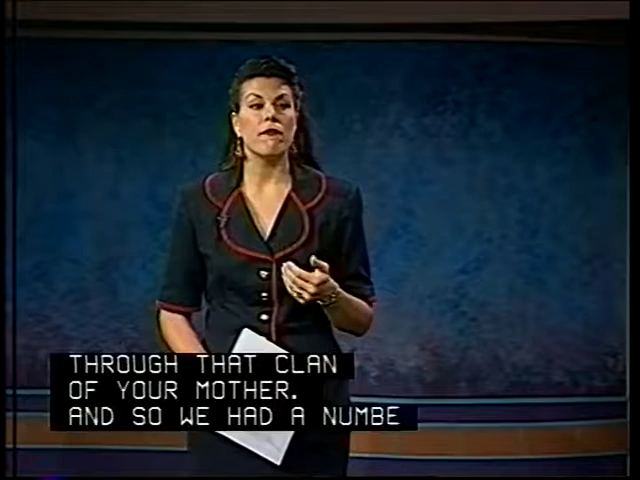 THROUGH THAT CLAN
OF YOUR MOTHER.
AND SO WE HAD A NUMBE